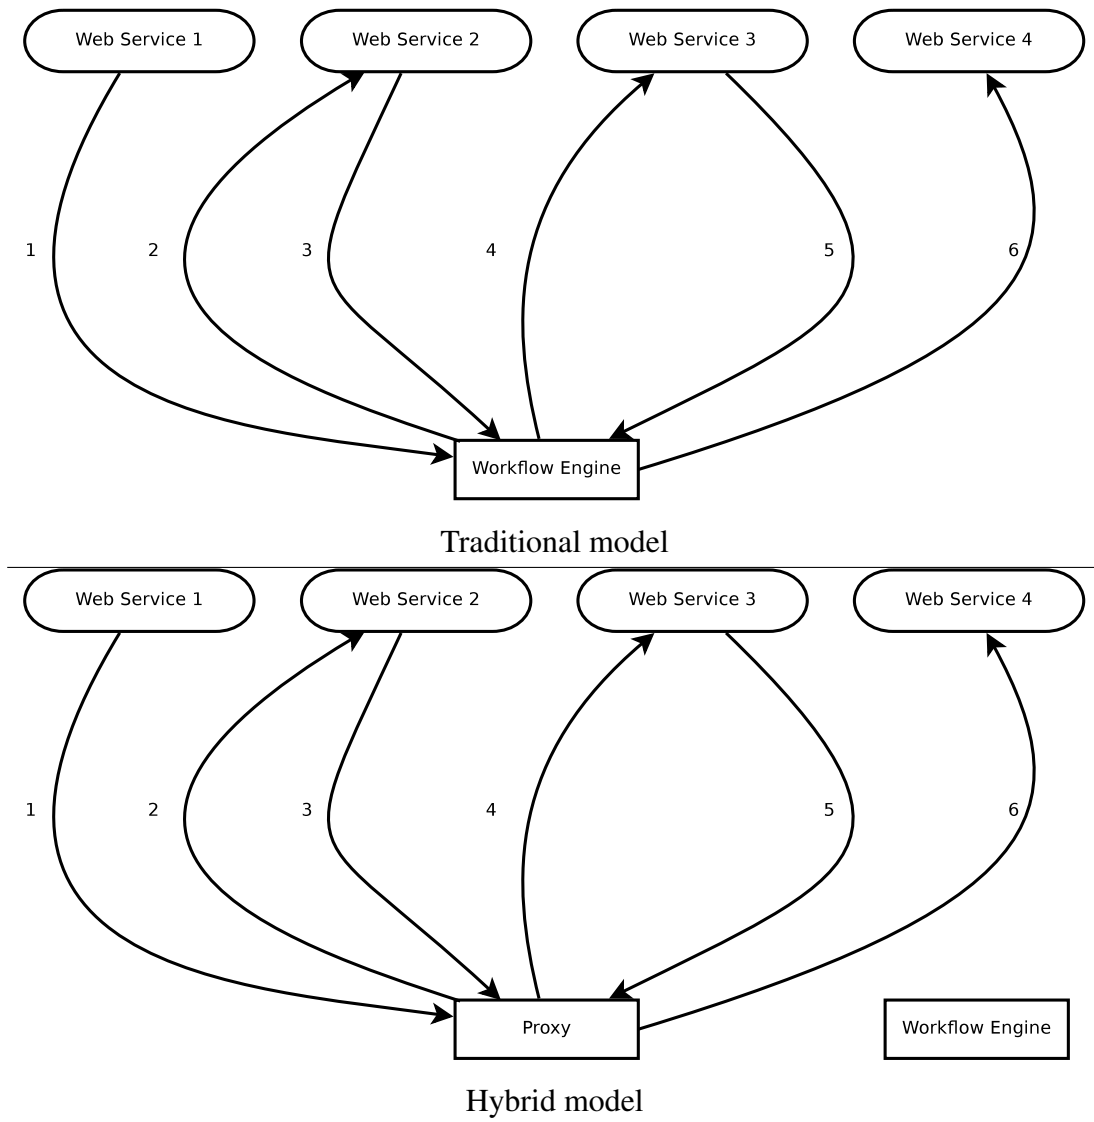 Web Service 1 Web Service 2 Web Service 3 Web Service 4
1 2 3 4 5 6
Workflow Engine
Traditional model
Web Service 1 Web Service 2 Web Service 3 Web Service 4
1 2 3 4 5 6
Proxy Workflow Engine
Hybrid model